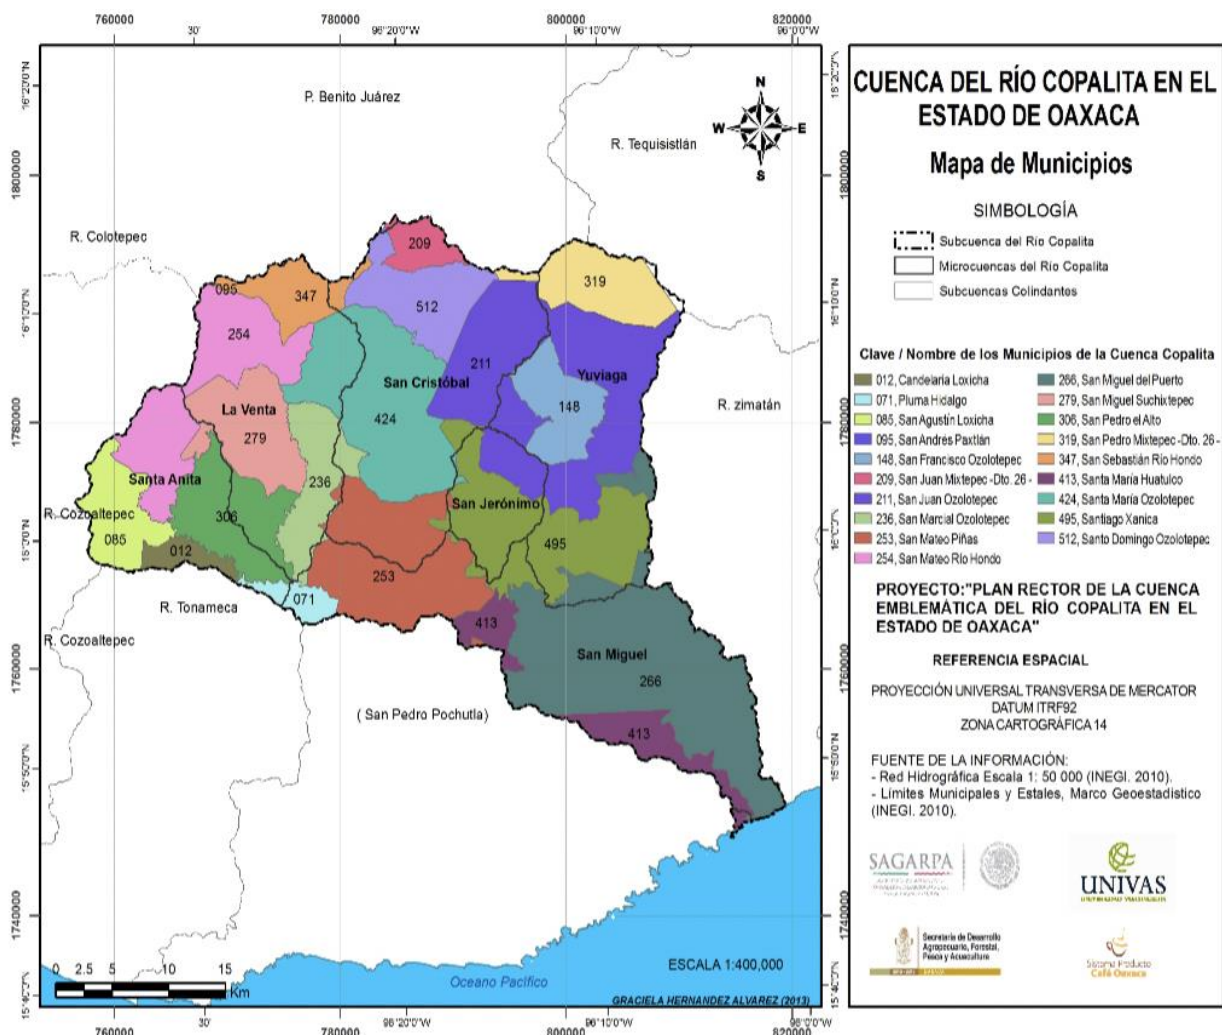 760000
780000
800000
820000
30'
96°20'0"W
96°10'0"W
96°0'0"W
16°20'0"N
1800000
16°10'0"N
1780000
1760000
15°50'0"N
1740000
P. Benito Juárez
R. Tequisistlán
R. Colotepec
R. zimatán
R. Cozoaltepec
R. Tonameca
R. Cozoaltepec
( San Pedro Pochutla)
N
W
E
S
209
319
095
347
512
254
211
San Cristóbal
Yuviaga
La Venta
424
148
279
Santa Anita
236
San Jerónimo
306
495
085
012
253
071
413
San Miguel
266
413
0 2.5 5 10 15
Km
Oceano Pacífico
ESCALA 1:400,000
GRACIELA HERNANDEZ ALVAREZ (2013)
760000
30'
780000
96°20'0"W
800000
96°10'0"W
820000
96°0'0"W
CUENCA DEL RÍO COPALITA EN EL
ESTADO DE OAXACA
Mapa de Municipios
SIMBOLOGÍA
Subcuenca del Río Copalita
Microcuencas del Río Copalita
Subcuencas Colindantes
Clave / Nombre de los Municipios de la Cuenca Copalita
012, Candelaria Loxicha
071, Pluma Hidalgo
085, San Agustín Loxicha
095, San Andrés Paxtlán
148, San Francisco Ozolotepec
209, San Juan Mixtepec -Dto. 26 -
211, San Juan Ozolotepec
236, San Marcial Ozolotepec
253, San Mateo Piñas
254, San Mateo Río Hondo
266, San Miguel del Puerto
279, San Miguel Suchixtepec
306, San Pedro el Alto
319, San Pedro Mixtepec -Dto. 26 -
347, San Sebastián Río Hondo
413, Santa María Huatulco
424, Santa María Ozolotepec
495, Santiago Xanica
512, Santo Domingo Ozolotepec
PROYECTO:"PLAN RECTOR DE LA CUENCA
EMBLEMÁTICA DEL RÍO COPALITA EN EL
ESTADO DE OAXACA"
REFERENCIA ESPACIAL
PROYECCIÓN UNIVERSAL TRANSVERSA DE MERCATOR
DATUM ITRF92
ZONA CARTOGRÁFICA 14
FUENTE DE LA INFORMACIÓN:
- Red Hidrográfica Escala 1: 50 000 (INEGI. 2010).
- Límites Municipales y Estales, Marco Geoestadístico
(INEGI. 2010).
SAGARPA
UNIVAS
Secretaría de Desarrollo
Agropecuario, Forestal,
Pesca y Acuacultura
Sistema Producto
Café Oaxaca